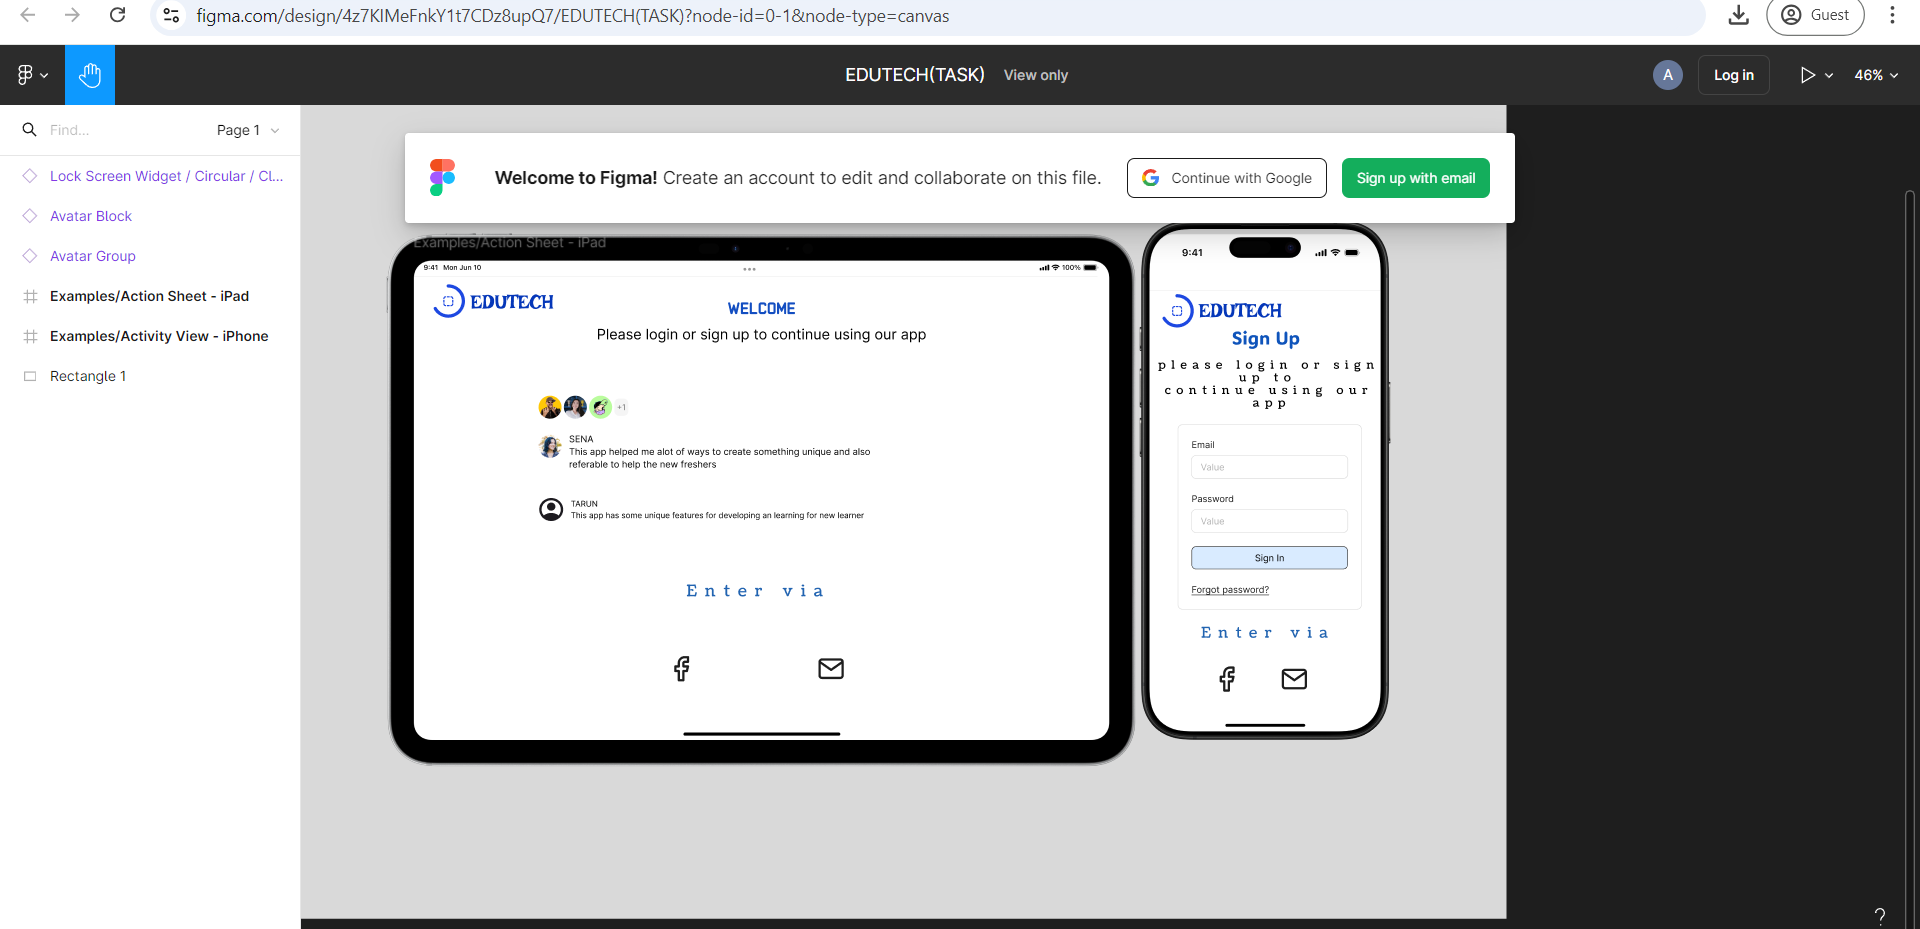 figma.com/design/4z7KIMeFnkY1t7CDz8upQ7/EDUTECH(TASK)?node-id=0-1&node-type=canvas
Guest
EDUTECH(TASK) View only
A
Log in
46%
Find...
Page 1
Lock Screen Widget / Circular / Cl...
Avatar Block
Avatar Group
Examples/Action Sheet - iPad
Examples/Activity View - iPhone
Rectangle 1
Welcome to Figma! Create an account to edit and collaborate on this file.
Continue with Google
Sign up with email
Examples/Action Sheet - iPad
9:41 Mon Jun 10
100%
EDUTECH
WELCOME
Please login or sign up to continue using our app
+1
SENA
This app helped me alot of ways to create something unique and also
referable to help the new freshers
TARUN
This app has some unique features for developing an learning for new learner
Enter via
9:41
EDUTECH
Sign Up
please login or sign
up to
continue using our
app
Email
Value
Password
Value
Sign In
Forgot password?
Enter via
?